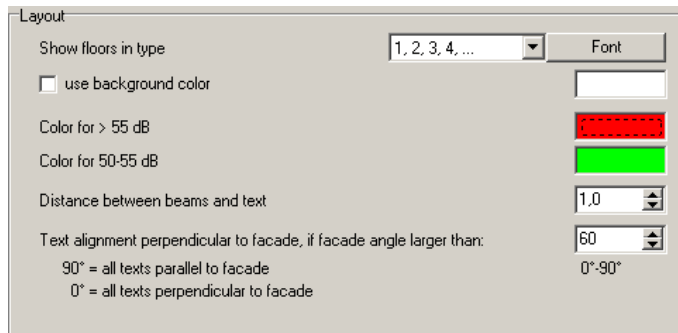 Layout
Show floors in type 1, 2, 3, 4, ... Font
use background color
Color for > 55 dB
Color for 50-55 dB
Distance between beams and text 1,0
Text alignment perpendicular to facade, if facade angle larger than: 60
90° = all texts parallel to facade 0°-90°
0° = all texts perpendicular to facade